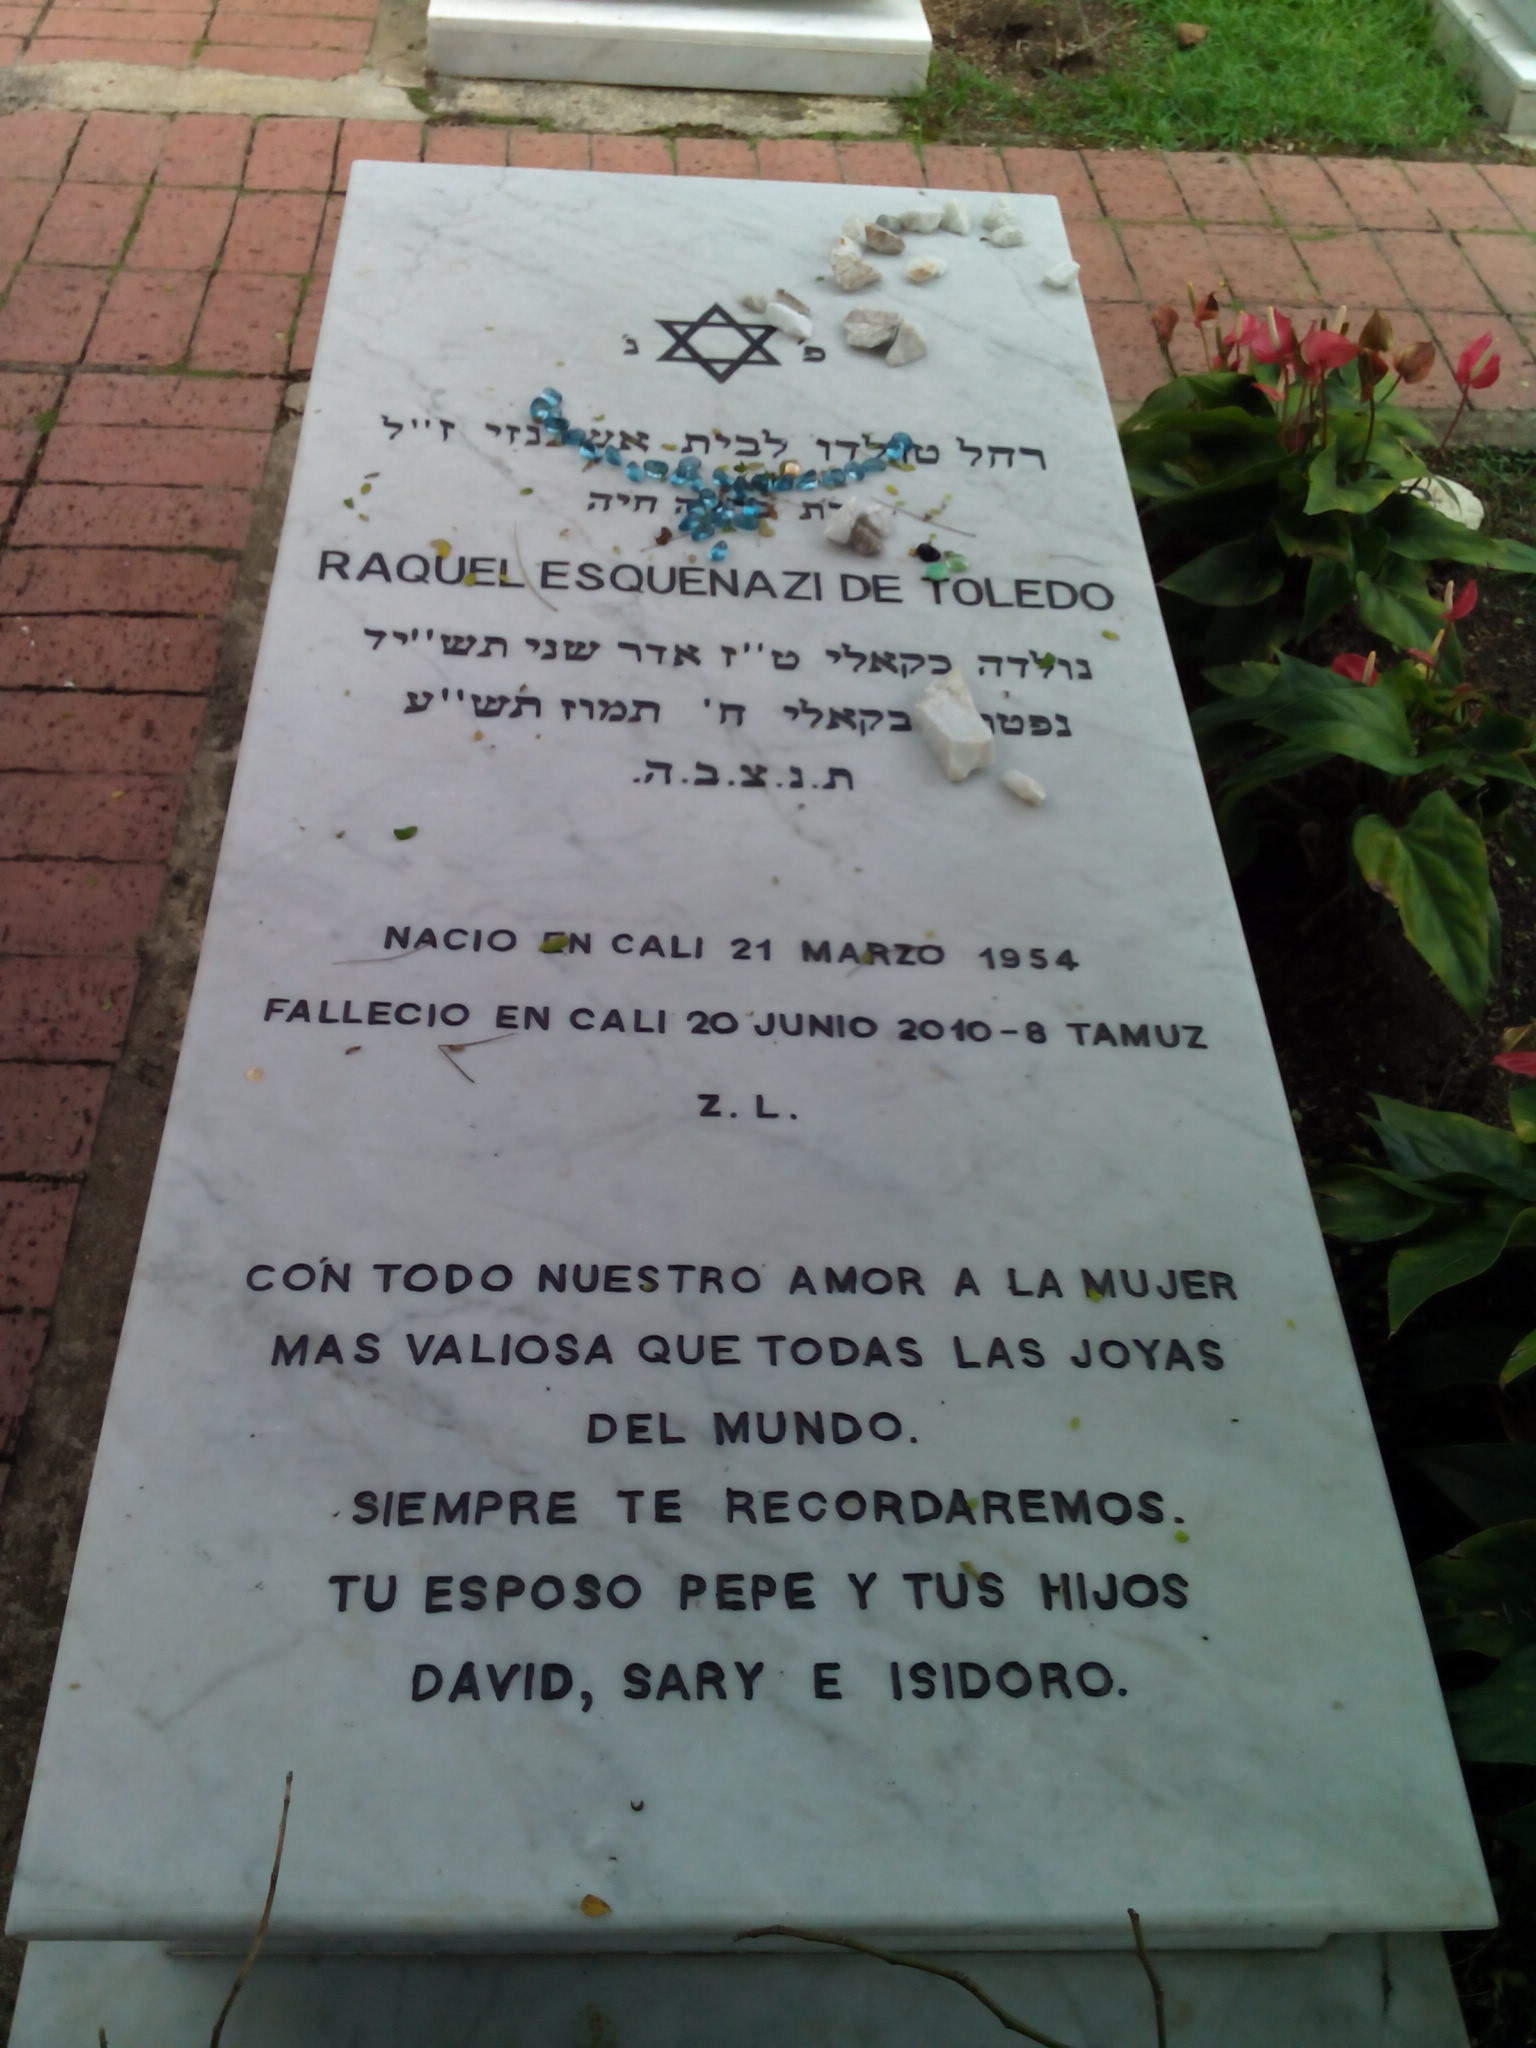 פ נ
רחל טולדו לבית אשכנזי ז''ל
חיה
RAQUEL ESQUENAZI DE TOLEDO
נולדה בקאלי ט''ז אדר שני תשי''ד
בקאלי ח' תמוז תש''ע
ת.נ.צ.ב.ה.
NACIO EN CALI 21 MARZO 1954
FALLECIO EN CALI 20 JUNIO 2010-8 TAMUZ
Z. L.
CON TODO NUESTRO AMOR A LA MUJER
MAS VALIOSA QUE TODAS LAS JOYAS
DEL MUNDO.
SIEMPRE TE RECORDAREMOS.
TU ESPOSO PEPE Y TUS HIJOS
DAVID, SARY E ISIDORO.